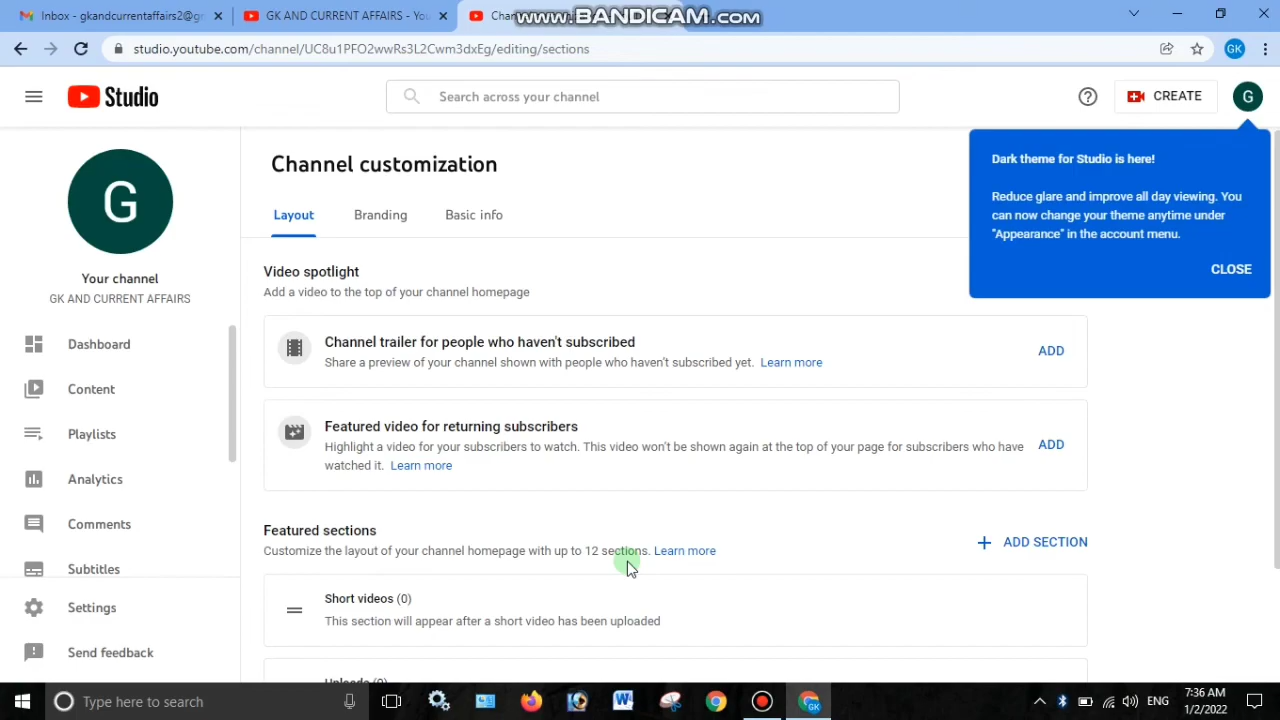 gkandcurrentaffairs2@gr
GK AND CURRENT AFFAIRS - You
www.BANDICAM.com
studio.youtube.com/channel/UC8u1PFO2wwRs3L2Cwm3dxEg/editing/sections
GK
Studio
Search across your channel
CREATE
G
Dark theme for Studio is here!
Reduce glare and improve all day viewing. You
can now change your theme anytime under
"Appearance" in the account menu.
CLOSE
G
Your channel
GK AND CURRENT AFFAIRS
Dashboard
Content
Playlists
Analytics
Comments
Subtitles
Settings
Send feedback
Channel customization
Layout
Branding
Basic info
Video spotlight
Add a video to the top of your channel homepage
Channel trailer for people who haven't subscribed
Share a preview of your channel shown with people who haven't subscribed yet. Learn more
ADD
Featured video for returning subscribers
Highlight a video for your subscribers to watch. This video won't be shown again at the top of your page for subscribers who have
watched it. Learn more
ADD
Featured sections
Customize the layout of your channel homepage with up to 12 sections. Learn more
+ ADD SECTION
Short videos (0)
This section will appear after a short video has been uploaded
Uploads (0)
Type here to search
ENG
7:36 AM
1/2/2022